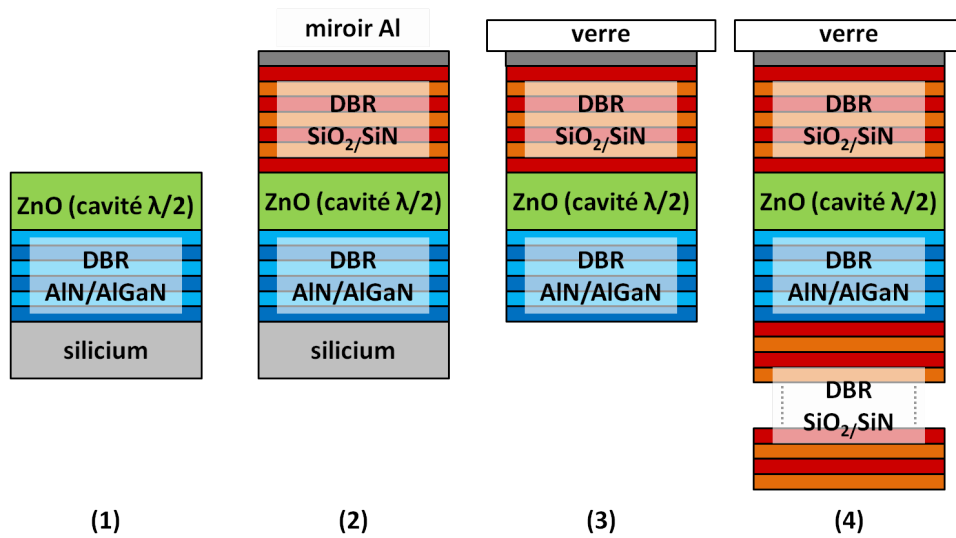 ZnO (cavité λ/2)
DBR
AlN/AlGaN
silicium
(1)
miroir Al
DBR
SiO₂/SiN
ZnO (cavité λ/2)
DBR
AlN/AlGaN
silicium
(2)
verre
DBR
SiO₂/SiN
ZnO (cavité λ/2)
DBR
AlN/AlGaN
(3)
verre
DBR
SiO₂/SiN
ZnO (cavité λ/2)
DBR
AlN/AlGaN
DBR
SiO₂/SiN
(4)